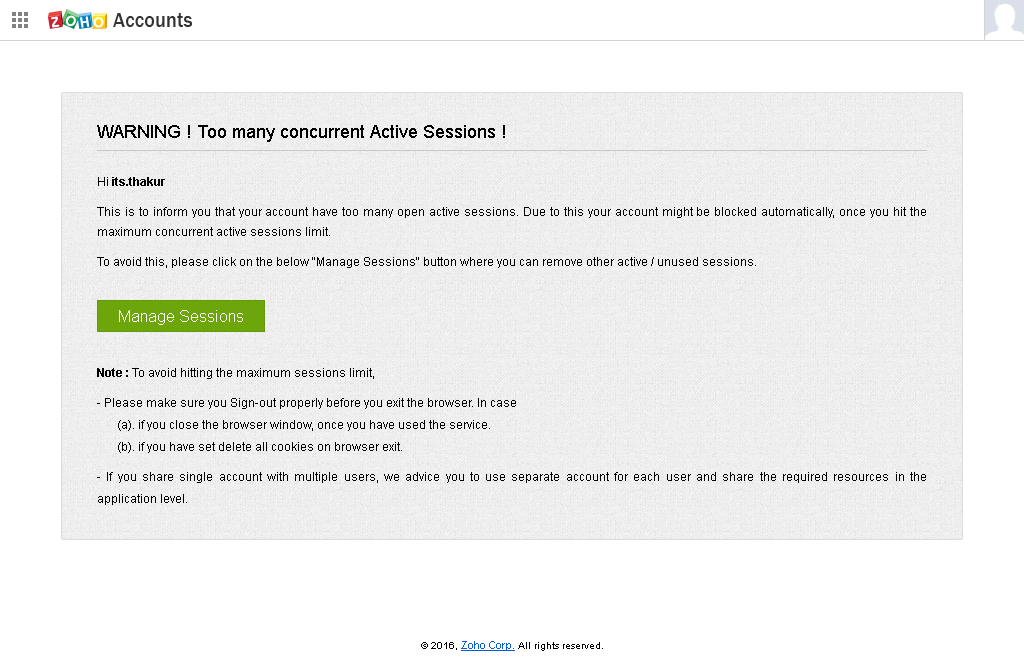 ZOHO Accounts
WARNING ! Too many concurrent Active Sessions !
Hi its.thakur
This is to inform you that your account have too many open active sessions. Due to this your account might be blocked automatically, once you hit the
maximum concurrent active sessions limit.
To avoid this, please click on the below "Manage Sessions" button where you can remove other active / unused sessions.
Manage Sessions
Note : To avoid hitting the maximum sessions limit,
- Please make sure you Sign-out properly before you exit the browser. In case
(a). if you close the browser window, once you have used the service.
(b). if you have set delete all cookies on browser exit.
- If you share single account with multiple users, we advice you to use separate account for each user and share the required resources in the
application level.
© 2016, Zoho Corp. All rights reserved.